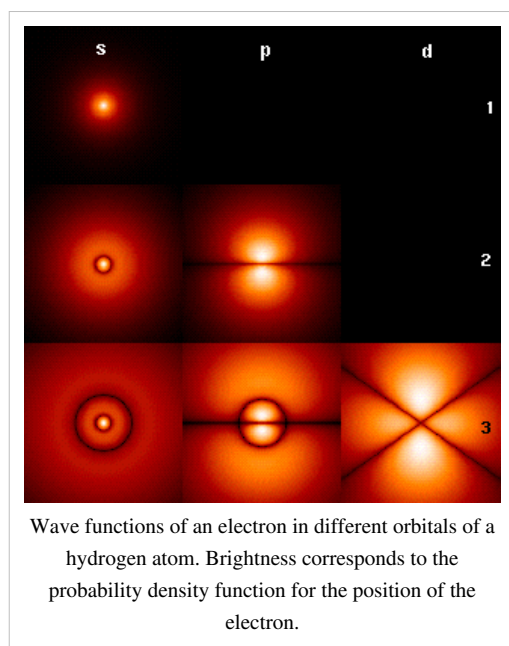 s p d
1
2
3
Wave functions of an electron in different orbitals of a
hydrogen atom. Brightness corresponds to the
probability density function for the position of the
electron.